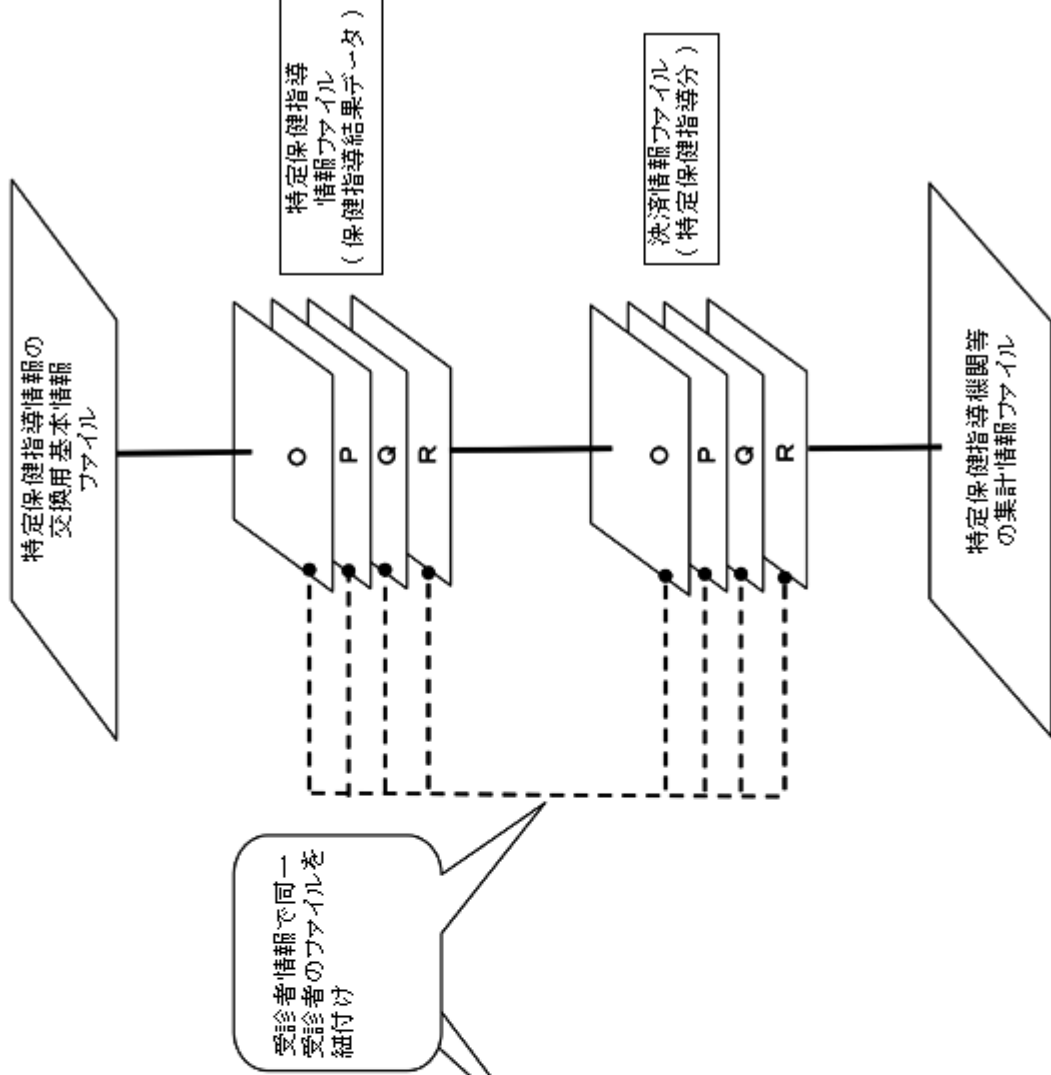 特定保健指導情報の
交換用基本情報
ファイル
特定保健指導
情報ファイル
(保健指導結果データ)
O
P
Q
R
決済情報ファイル
(特定保健指導分)
O
P
Q
R
特定保健指導機関等
の集計情報ファイル
受診者情報で同一
受診者のファイルを
紐付け